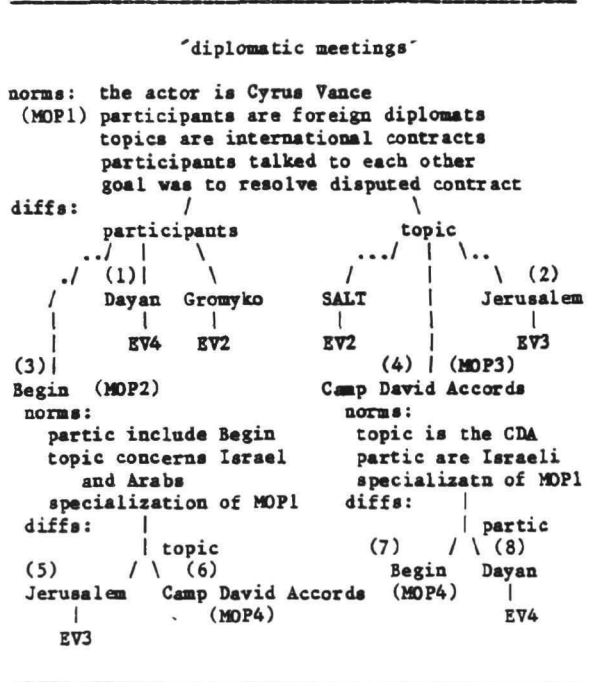 ´diplomatic meetings´
norms: the actor is Cyrus Vance
(MOP1) participants are foreign diplomats
topics are international contracts
participants talked to each other
goal was to resolve disputed contract
diffs: / \
participants topic
../ | \ .../ | \..
./ (1)| \ / | \ (2)
/ Dayan Gromyko SALT | Jerusalem
| | | | | |
| EV4 EV2 EV2 | EV3
(3)| (4) | (MOP3)
Begin (MOP2) Camp David Accords
norms: norms:
partic include Begin topic is the CDA
topic concerns Israel partic are Israeli
and Arabs specializatn of MOP1
specialization of MOP1 diffs: |
diffs: | | partic
| topic (7) / \ (8)
(5) / \ (6) Begin Dayan
Jerusalem Camp David Accords (MOP4) |
| (MOP4) EV4
EV3